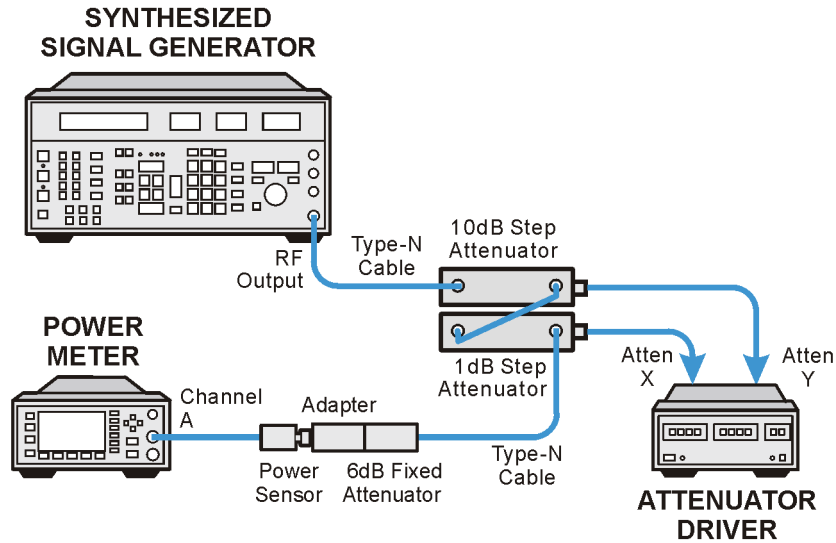 SYNTHESIZED
SIGNAL GENERATOR
RF
Output
Type-N
Cable
10dB Step
Attenuator
1dB Step
Attenuator
Atten
X
Atten
Y
POWER
METER
Channel
A
Adapter
Power
Sensor
6dB Fixed
Attenuator
Type-N
Cable
ATTENUATOR
DRIVER